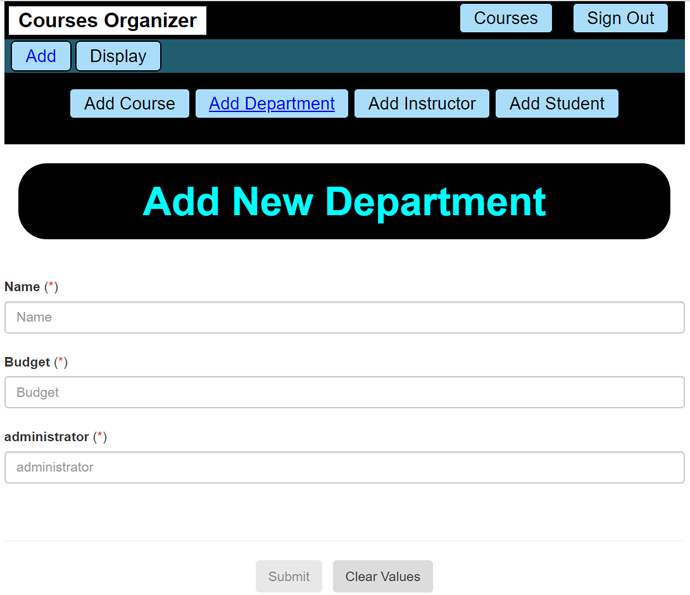 Courses Organizer Courses Sign Out
Add Display
Add Course Add Department Add Instructor Add Student
Add New Department
Name (*)
Name
Budget (*)
Budget
administrator (*)
administrator
Submit Clear Values